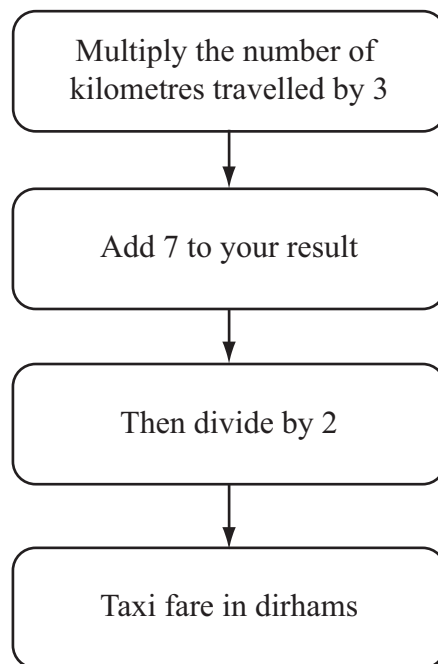 Multiply the number of
kilometres travelled by 3
Add 7 to your result
Then divide by 2
Taxi fare in dirhams